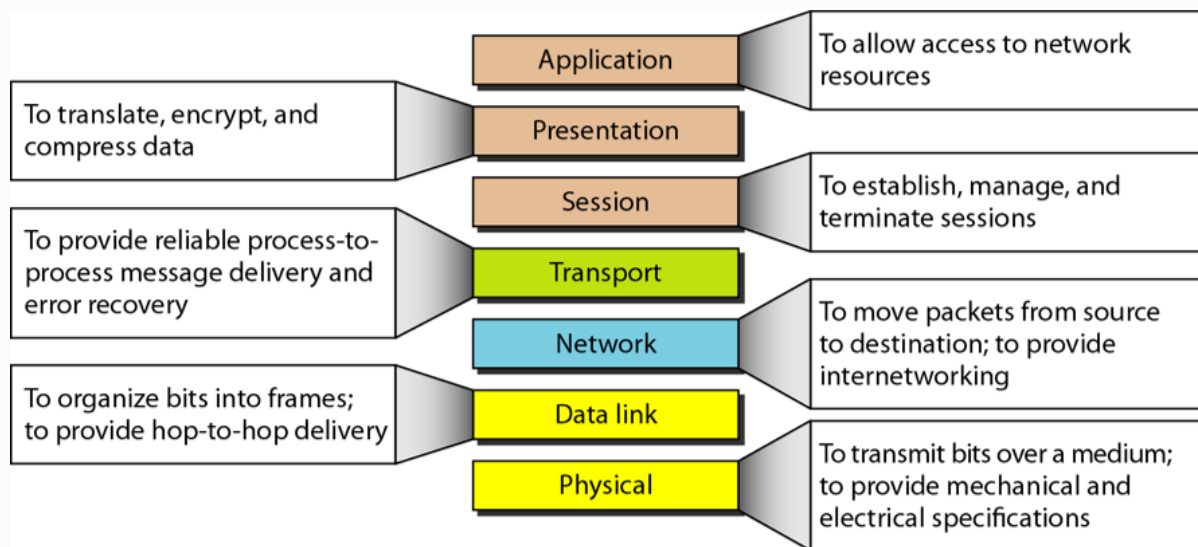 Application
To allow access to network
resources
To translate, encrypt, and
compress data
Presentation
Session
To establish, manage, and
terminate sessions
To provide reliable process-to-
process message delivery and
error recovery
Transport
Network
To move packets from source
to destination; to provide
internetworking
To organize bits into frames;
to provide hop-to-hop delivery
Data link
Physical
To transmit bits over a medium;
to provide mechanical and
electrical specifications